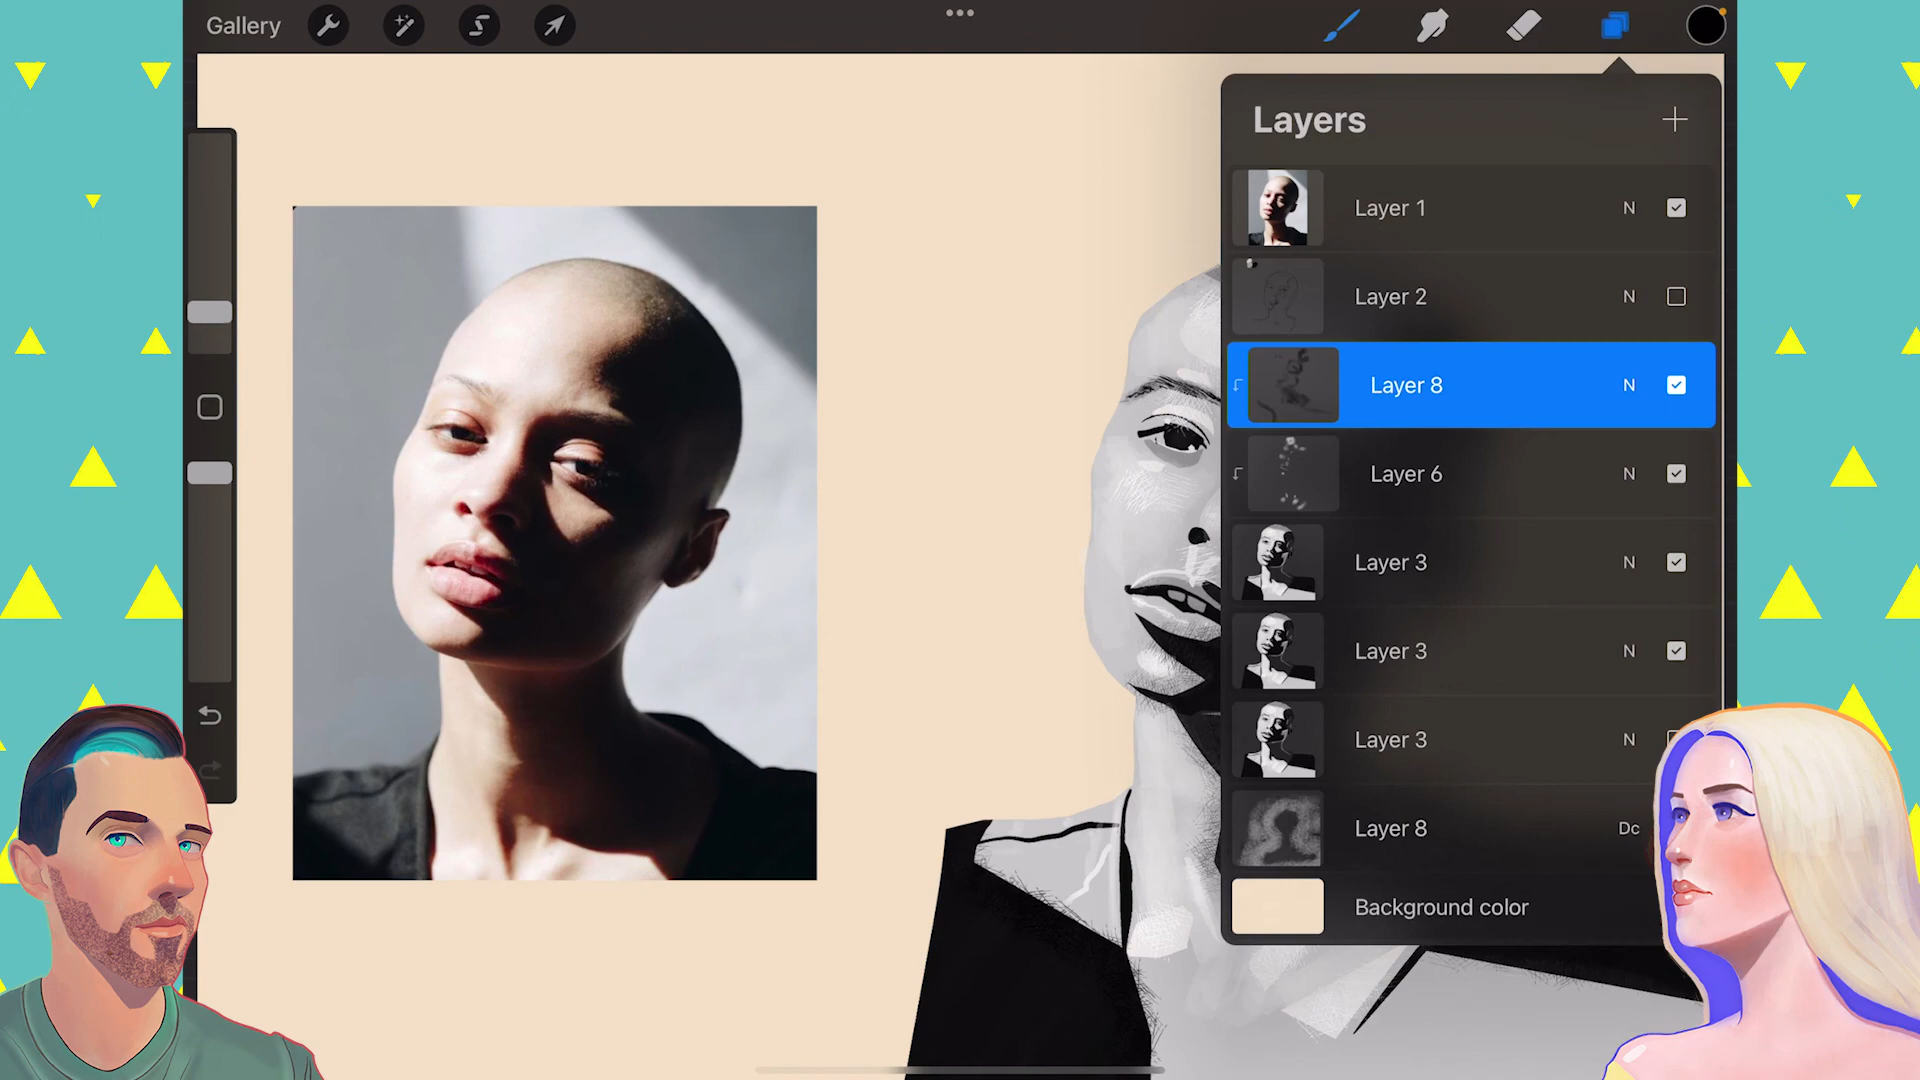 Gallery
Layers
Layer 1 N
Layer 2 N
Layer 8 N
Layer 6 N
Layer 3 N
Layer 3 N
Layer 3 N
Layer 8 Dc
Background color